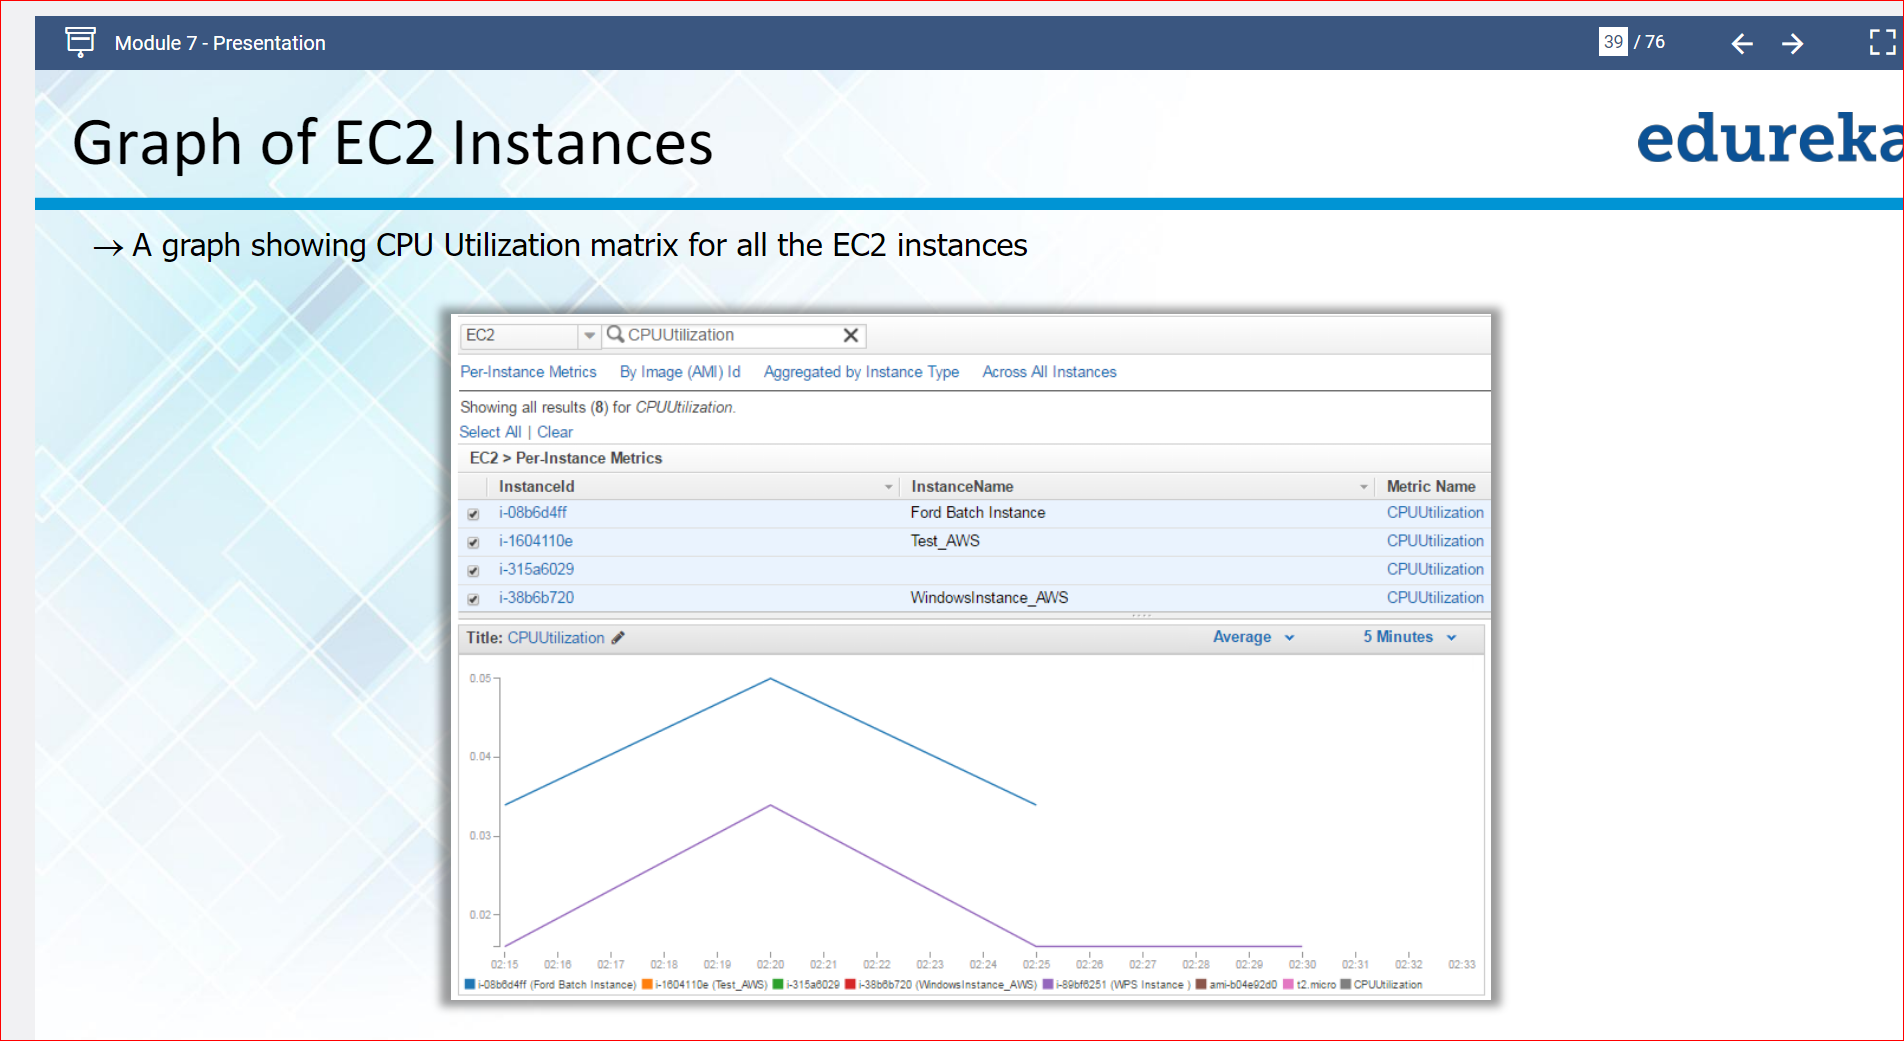 Module 7 - Presentation
39 / 76
Graph of EC2 Instances
edureka
→ A graph showing CPU Utilization matrix for all the EC2 instances
EC2 CPUUtilization
Per-Instance Metrics By Image (AMI) Id Aggregated by Instance Type Across All Instances
Showing all results (8) for CPUUtilization.
Select All | Clear
EC2 > Per-Instance Metrics
InstanceId InstanceName Metric Name
i-08b6d4ff Ford Batch Instance CPUUtilization
i-1604110e Test_AWS CPUUtilization
i-315a6029 CPUUtilization
i-38b6b720 WindowsInstance_AWS CPUUtilization
Title: CPUUtilization Average 5 Minutes
0.05
0.04
0.03
0.02
02:15 02:16 02:17 02:18 02:19 02:20 02:21 02:22 02:23 02:24 02:25 02:26 02:27 02:28 02:29 02:30 02:31 02:32 02:33
i-08b6d4ff (Ford Batch Instance) i-1604110e (Test_AWS) i-315a6029 i-38b6b720 (WindowsInstance_AWS) i-89bf6251 (WPS Instance ) ami-b04e92d0 t2.micro CPUUtilization